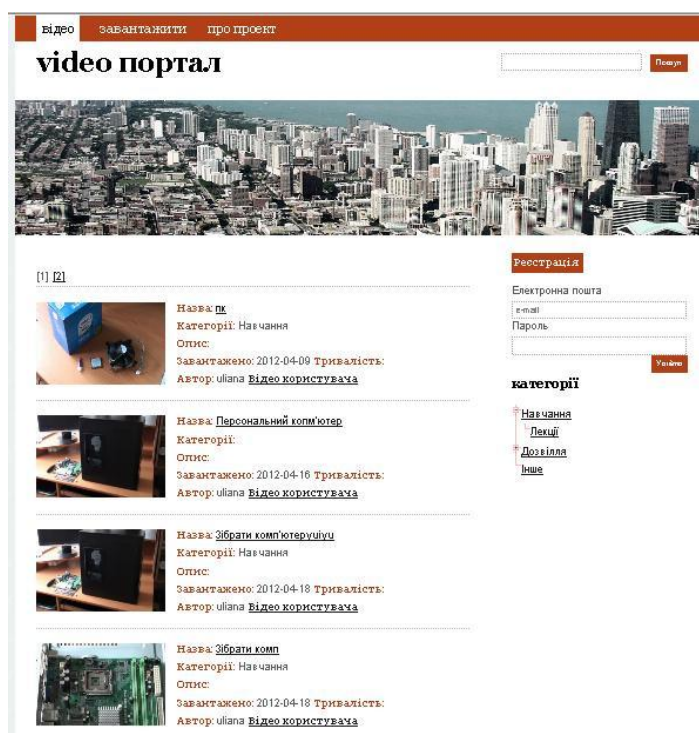 відео завантажити про проект
video портал
Пошук
[1] [2]
Назва: пк
Категорії: Навчання
Опис:
Завантажено: 2012-04-09 Тривалість:
Автор: uliana Відео користувача
Назва: Персональний копм'ютер
Категорії:
Опис:
Завантажено: 2012-04-16 Тривалість:
Автор: uliana Відео користувача
Назва: Зібрати комп'ютерyuiyu
Категорії: Навчання
Опис:
Завантажено: 2012-04-18 Тривалість:
Автор: uliana Відео користувача
Назва: Зібрати комп
Категорії: Навчання
Опис:
Завантажено: 2012-04-18 Тривалість:
Автор: uliana Відео користувача
Реєстрація
Електронна пошта
e-mail
Пароль
Увійти
категорії
Навчання
Лекції
Дозвілля
Інше